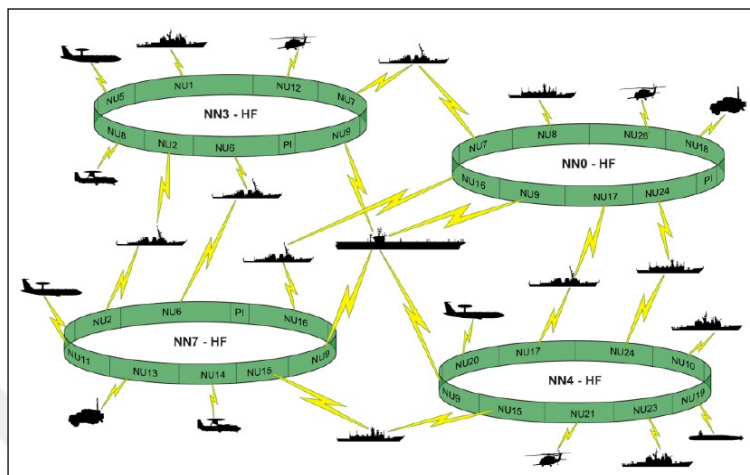 NU5 NU1 NU12 NU7
NN3 - HF
NU8 NU2 NU6 PI NU9
NU7 NU8 NU26 NU18
NN0 - HF
NU16 NU9 NU17 NU24 PI
NU2 NU6 PI NU16
NN7 - HF
NU11 NU13 NU14 NU15 NU9
NU20 NU17 NU24 NU10
NN4 - HF
NU9 NU15 NU21 NU23 NU19